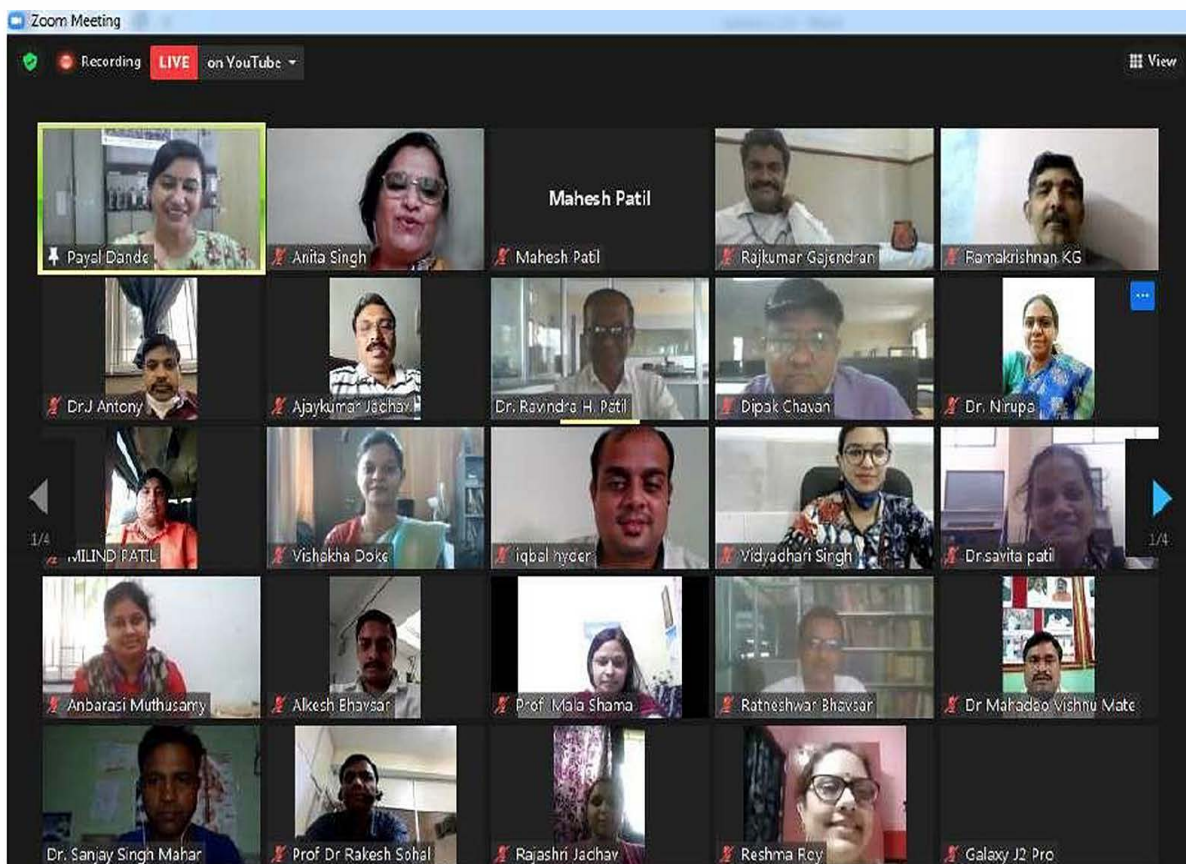 Zoom Meeting
Recording LIVE on YouTube View
Payal Dande
Anita Singh
Mahesh Patil
Mahesh Patil
Rajkumar Gajendran
Ramakrishnan KG
Dr.J Antony
Ajaykumar Jadhav
Dr. Ravindra H. Patil
Dipak Chavan
Dr. Nirupa
MILIND PATIL
Vishakha Doke
iqbal hyder
Vidyadhari Singh
Dr.savita patil
1/4
1/4
Anbarasi Muthusamy
Alkesh Bhavsar
Prof. Mala Shama
Ratneshwar Bhavsar
Dr Mahadeo Vishnu Mate
Dr. Sanjay Singh Mahar
Prof Dr Rakesh Sohal
Rajashri Jadhav
Reshma Roy
Galaxy J2 Pro